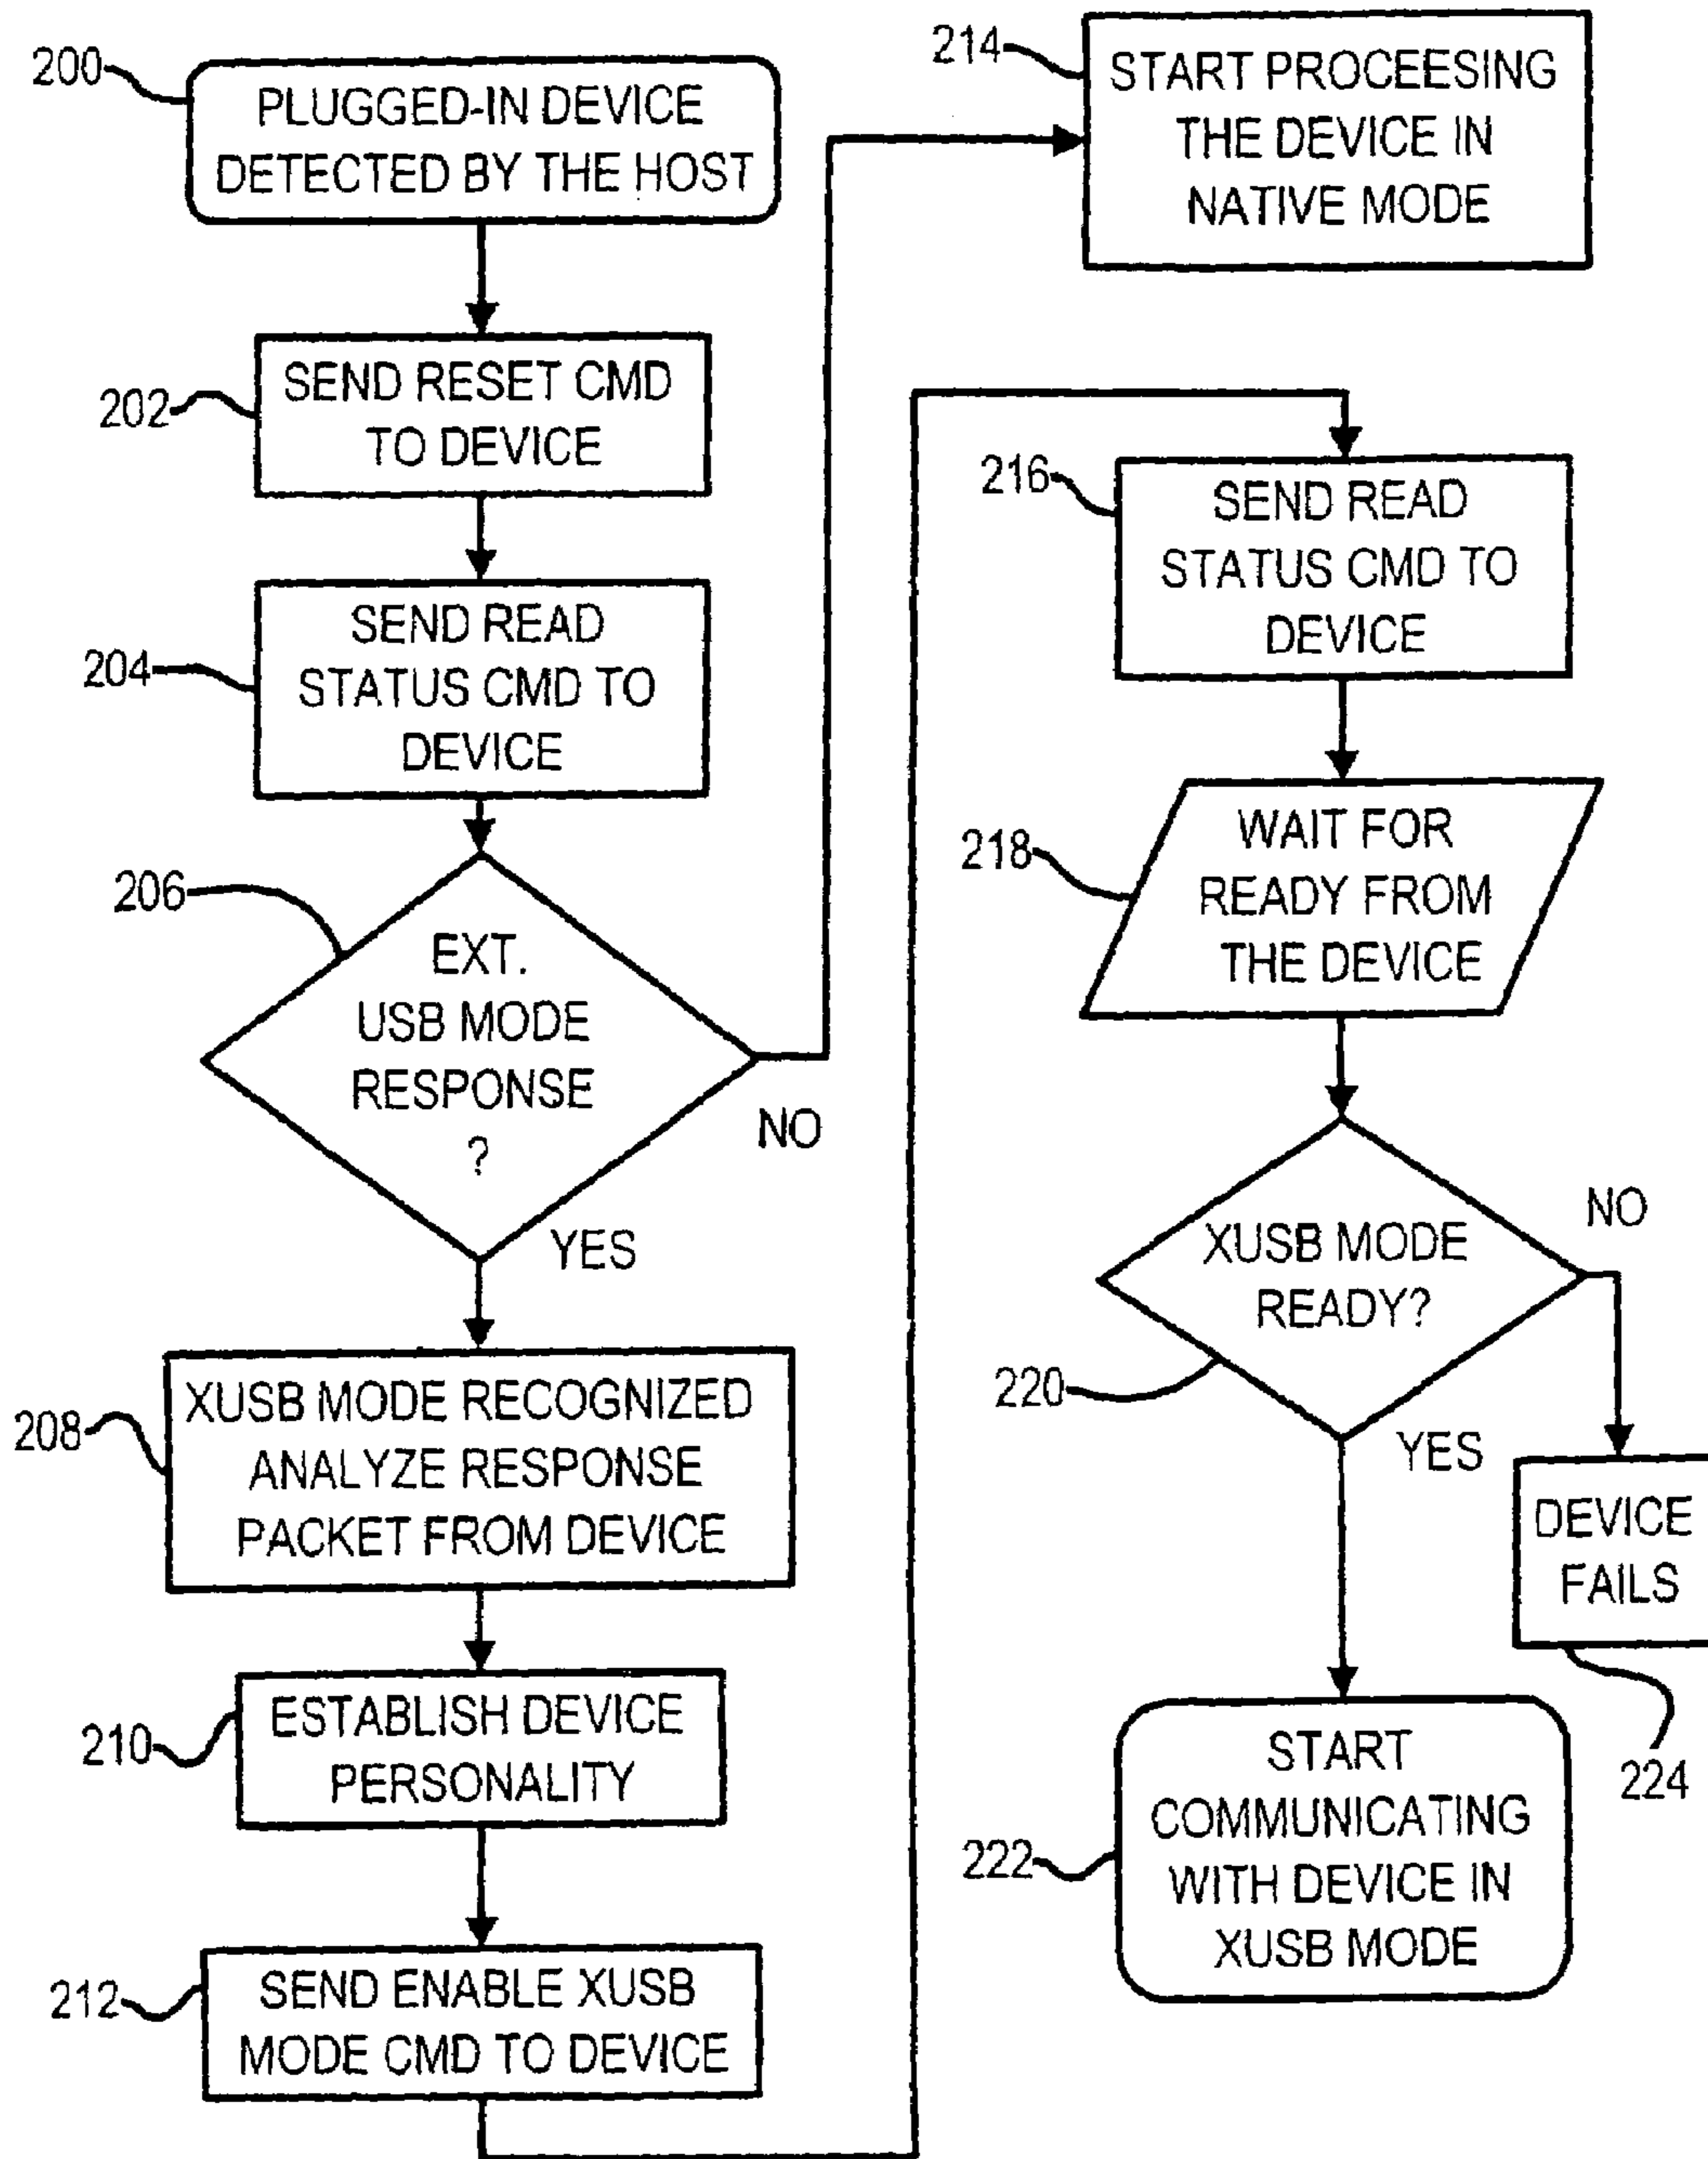 200
PLUGGED-IN DEVICE
DETECTED BY THE HOST
202
SEND RESET CMD
TO DEVICE
204
SEND READ
STATUS CMD TO
DEVICE
206
EXT.
USB MODE
RESPONSE
?
NO
YES
208
XUSB MODE RECOGNIZED
ANALYZE RESPONSE
PACKET FROM DEVICE
210
ESTABLISH DEVICE
PERSONALITY
212
SEND ENABLE XUSB
MODE CMD TO DEVICE
214
START PROCEESING
THE DEVICE IN
NATIVE MODE
216
SEND READ
STATUS CMD TO
DEVICE
218
WAIT FOR
READY FROM
THE DEVICE
XUSB MODE
READY?
NO
220
YES
DEVICE
FAILS
224
222
START
COMMUNICATING
WITH DEVICE IN
XUSB MODE